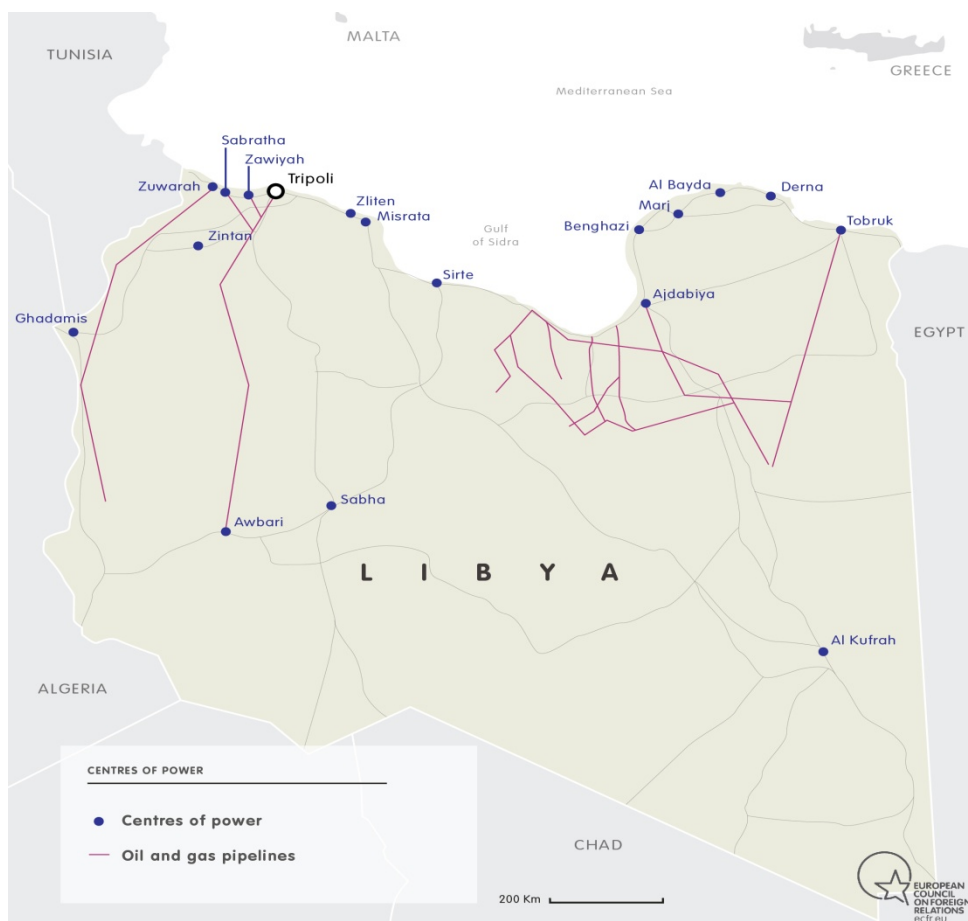 MALTA
TUNISIA
GREECE
Mediterranean Sea
Sabratha
Zawiyah
Tripoli
Zuwarah
Zliten
Misrata
Zintan
Gulf
of Sidra
Al Bayda
Derna
Marj
Benghazi
Tobruk
Sirte
Ajdabiya
Ghadamis
EGYPT
Sabha
Awbari
LIBYA
Al Kufrah
ALGERIA
CENTRES OF POWER
Centres of power
Oil and gas pipelines
CHAD
200 Km
EUROPEAN
COUNCIL
ON FOREIGN
RELATIONS
ecfr.eu